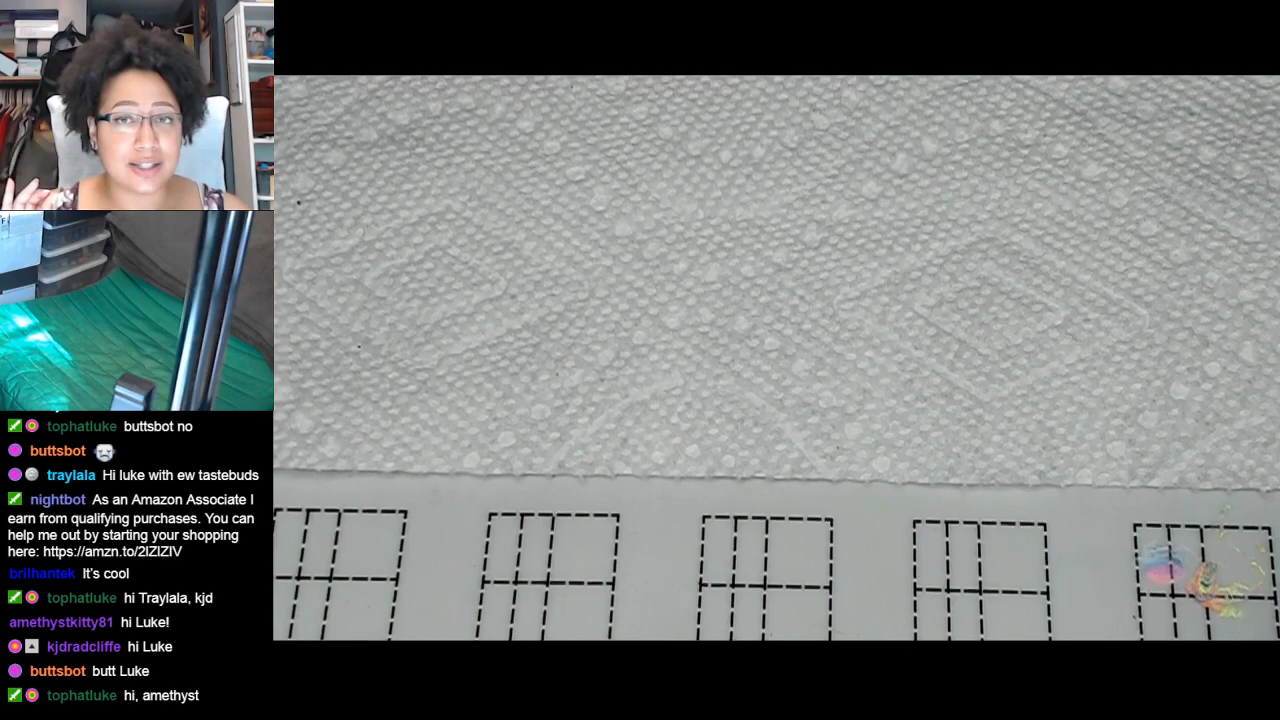 tophatluke buttsbot no
buttsbot
traylala Hi luke with ew tastebuds
nightbot As an Amazon Associate I
earn from qualifying purchases. You can
help me out by starting your shopping
here: https://amzn.to/2IZIZIV
brilhantek It's cool
tophatluke hi Traylala, kjd
amethystkitty81 hi Luke!
kjdradcliffe hi Luke
buttsbot butt Luke
tophatluke hi, amethyst